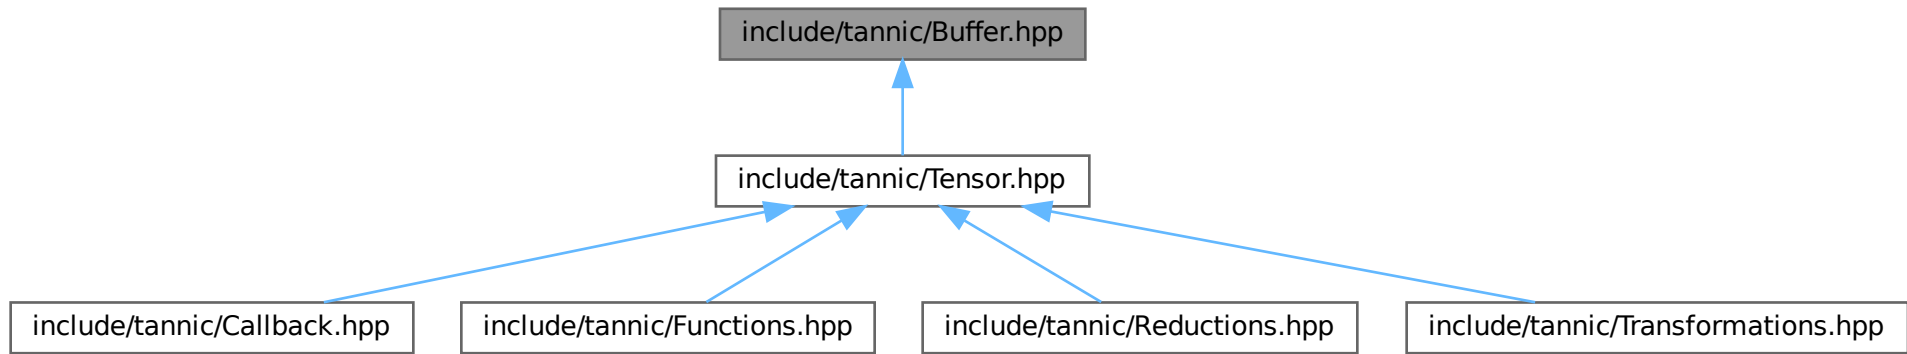 include/tannic/Buffer.hpp
include/tannic/Tensor.hpp
include/tannic/Callback.hpp
include/tannic/Functions.hpp
include/tannic/Reductions.hpp
include/tannic/Transformations.hpp